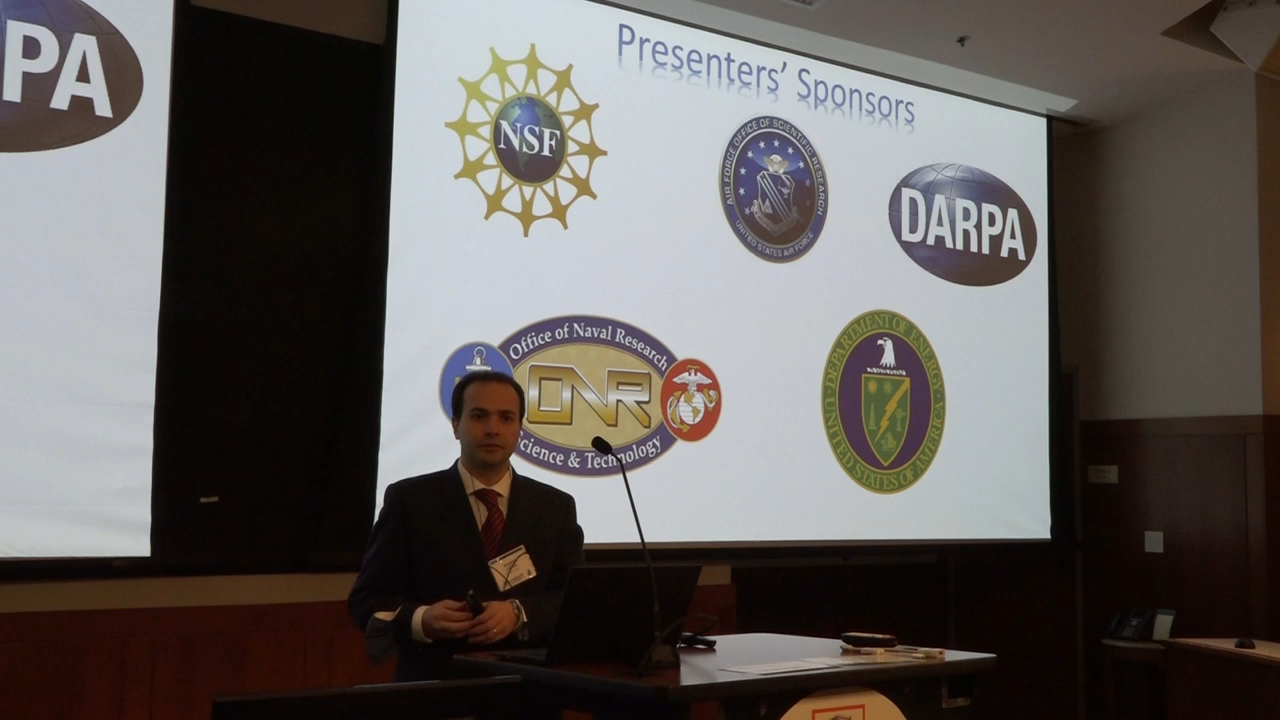 PA
Presenters' Sponsors
NSF
AIR FORCE OFFICE OF SCIENTIFIC RESEARCH
UNITED STATES AIR FORCE
DARPA
Office of Naval Research
ONR
Science & Technology
DEPARTMENT OF ENERGY
UNITED STATES OF AMERICA